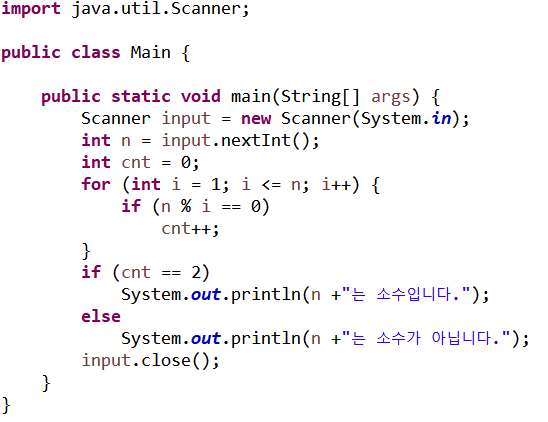 import java.util.Scanner;
public class Main {
public static void main(String[] args) {
Scanner input = new Scanner(System.in);
int n = input.nextInt();
int cnt = 0;
for (int i = 1; i <= n; i++) {
if (n % i == 0)
cnt++;
}
if (cnt == 2)
System.out.println(n +"는 소수입니다.");
else
System.out.println(n +"는 소수가 아닙니다.");
input.close();
}
}